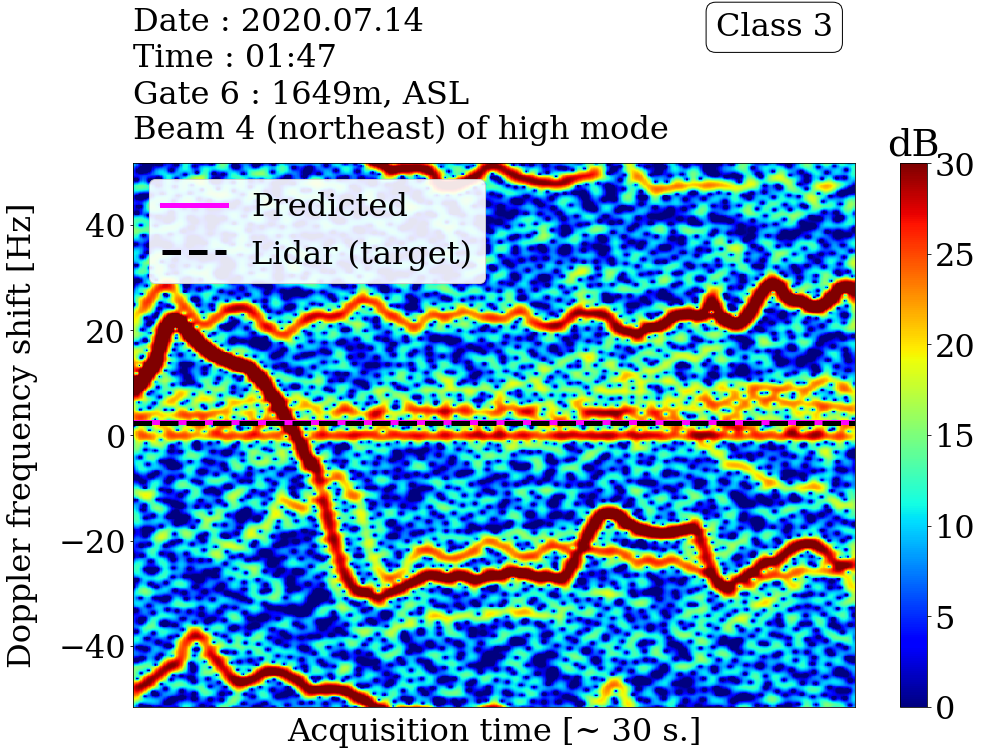 Date : 2020.07.14
Time : 01:47
Gate 6 : 1649m, ASL
Beam 4 (northeast) of high mode
Class 3
dB
Predicted
Lidar (target)
Doppler frequency shift [Hz]
40
20
0
−20
−40
Acquisition time [~ 30 s.]
30
25
20
15
10
5
0